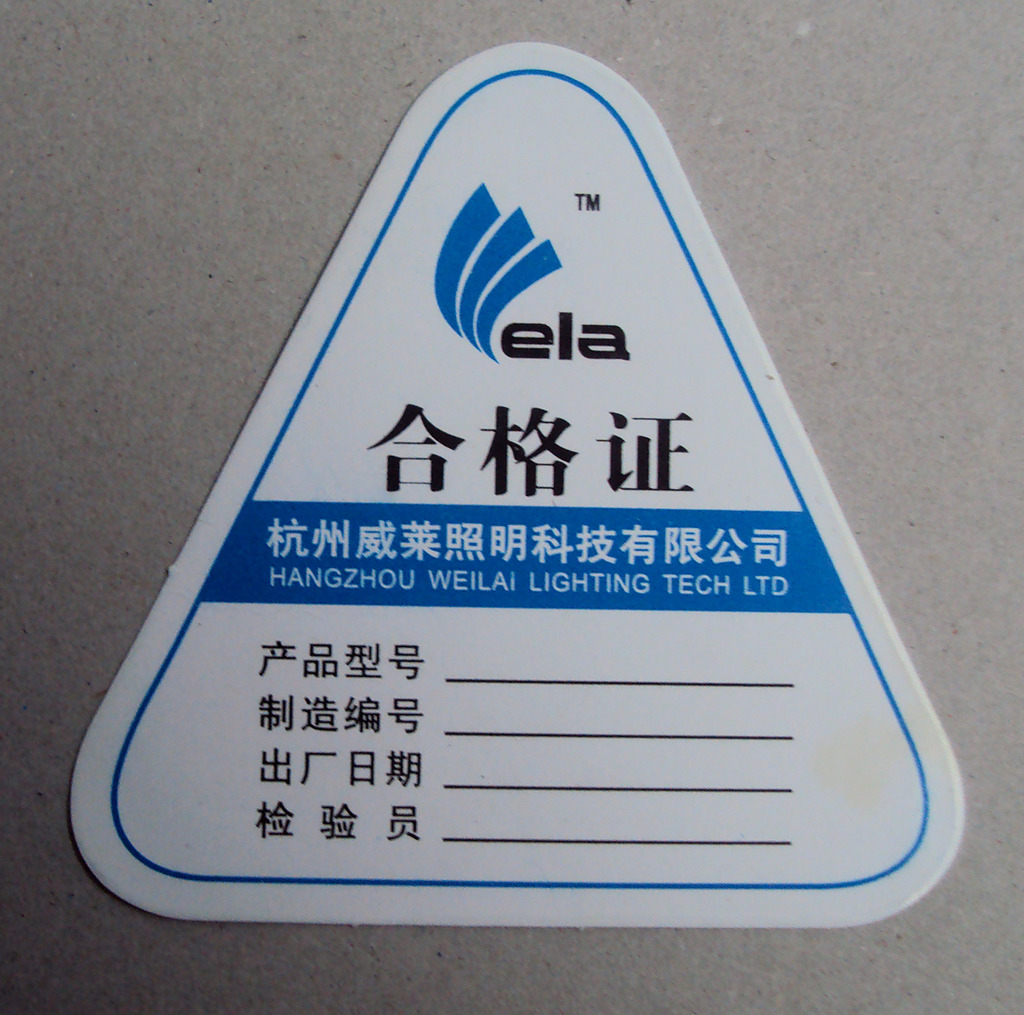 TM
ela
合格证
杭州威莱照明科技有限公司
HANGZHOU WEILAI LIGHTING TECH LTD
产品型号
制造编号
出厂日期
检验员